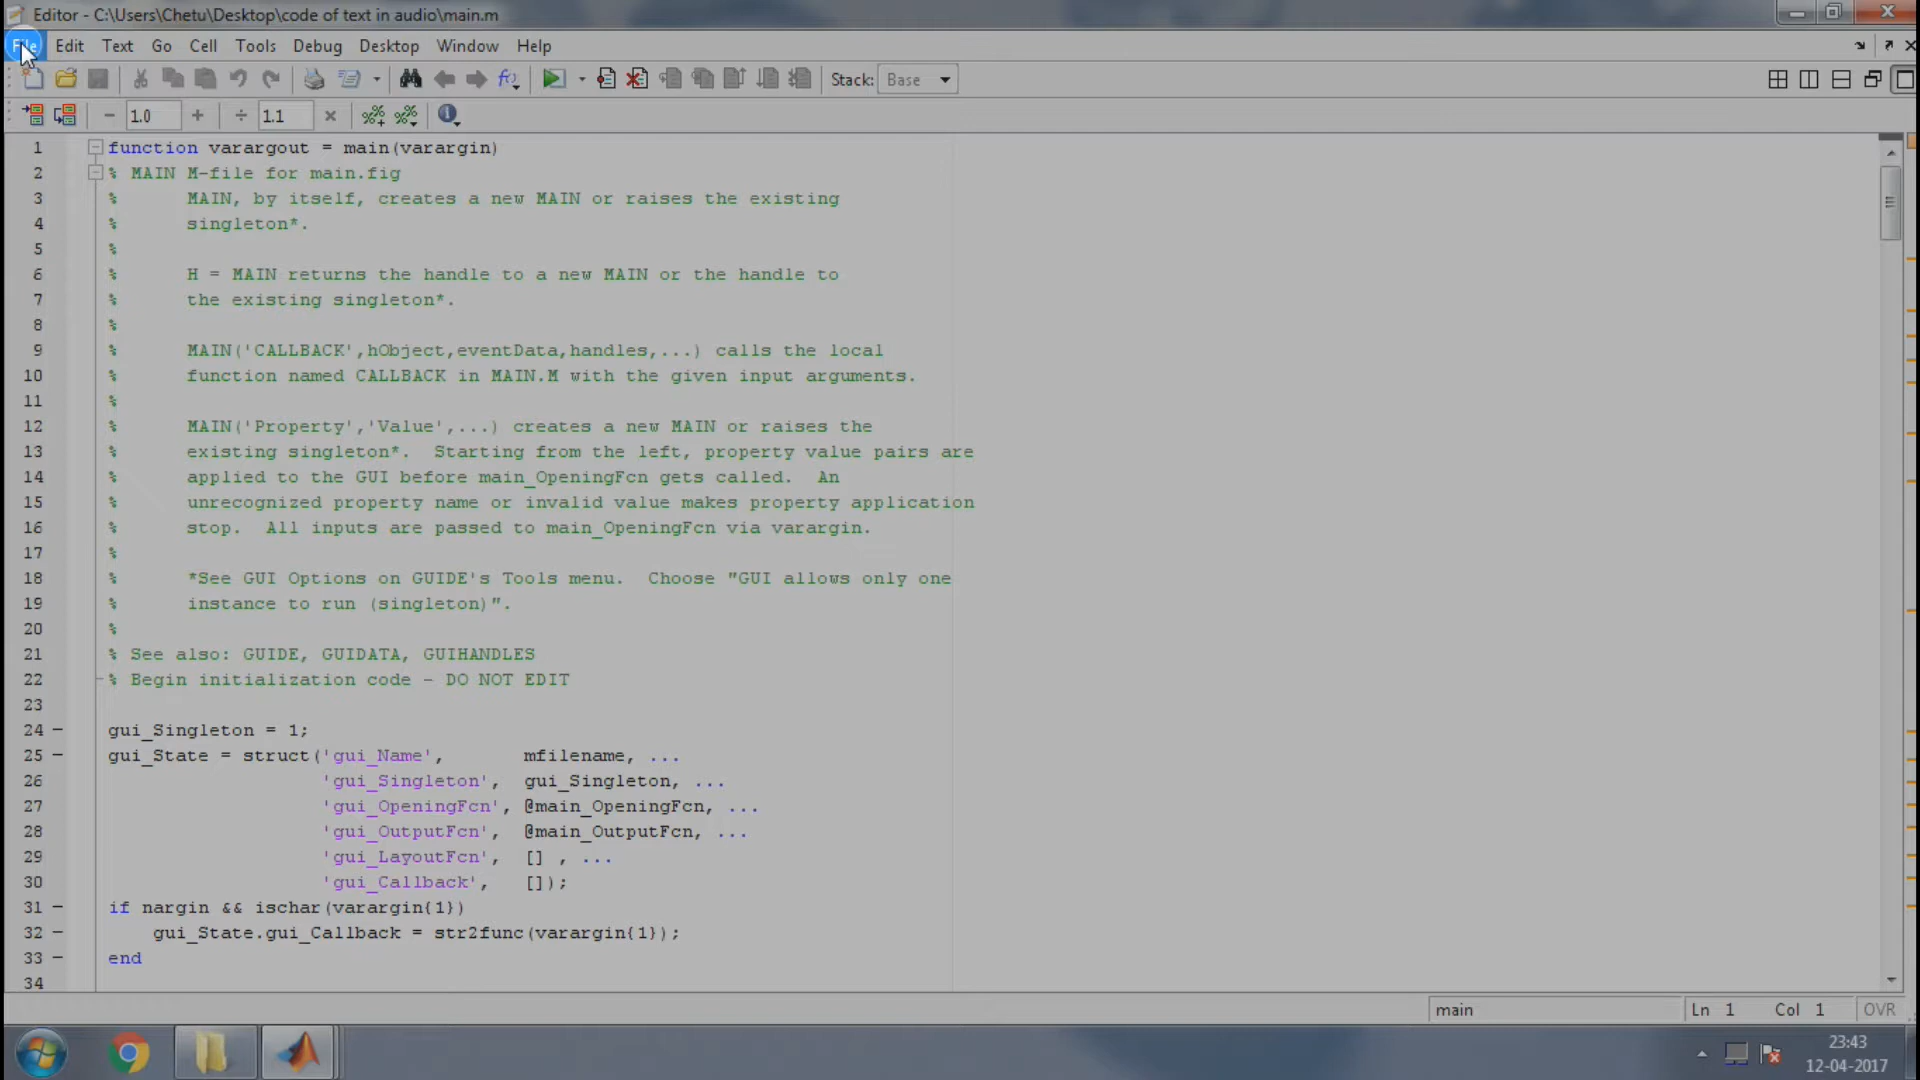 Editor - C:\Users\Chetu\Desktop\code of text in audio\main.m
File Edit Text Go Cell Tools Debug Desktop Window Help
Stack: Base
1.0
1.1
1 function varargout = main(varargin)
2 % MAIN M-file for main.fig
3 % MAIN, by itself, creates a new MAIN or raises the existing
4 % singleton*.
5 %
6 % H = MAIN returns the handle to a new MAIN or the handle to
7 % the existing singleton*.
8 %
9 % MAIN('CALLBACK',hObject,eventData,handles,...) calls the local
10 % function named CALLBACK in MAIN.M with the given input arguments.
11 %
12 % MAIN('Property','Value',...) creates a new MAIN or raises the
13 % existing singleton*. Starting from the left, property value pairs are
14 % applied to the GUI before main_OpeningFcn gets called. An
15 % unrecognized property name or invalid value makes property application
16 % stop. All inputs are passed to main_OpeningFcn via varargin.
17 %
18 % *See GUI Options on GUIDE's Tools menu. Choose "GUI allows only one
19 % instance to run (singleton)".
20 %
21 % See also: GUIDE, GUIDATA, GUIHANDLES
22 % Begin initialization code - DO NOT EDIT
23
24 - gui_Singleton = 1;
25 - gui_State = struct('gui_Name', mfilename, ...
26 'gui_Singleton', gui_Singleton, ...
27 'gui_OpeningFcn', @main_OpeningFcn, ...
28 'gui_OutputFcn', @main_OutputFcn, ...
29 'gui_LayoutFcn', [] , ...
30 'gui_Callback', []);
31 - if nargin && ischar(varargin{1})
32 - gui_State.gui_Callback = str2func(varargin{1});
33 - end
34
main Ln 1 Col 1 OVR
23:43
12-04-2017